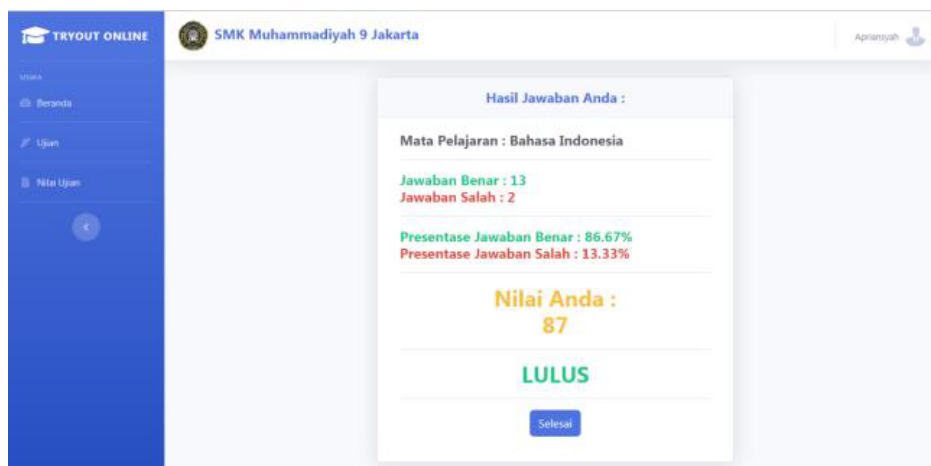 TRYOUT ONLINE
SMK Muhammadiyah 9 Jakarta
Apriansyah
Beranda
Ujian
Nilai Ujian
Hasil Jawaban Anda :
Mata Pelajaran : Bahasa Indonesia
Jawaban Benar : 13
Jawaban Salah : 2
Presentase Jawaban Benar : 86.67%
Presentase Jawaban Salah : 13.33%
Nilai Anda :
87
LULUS
Selesai